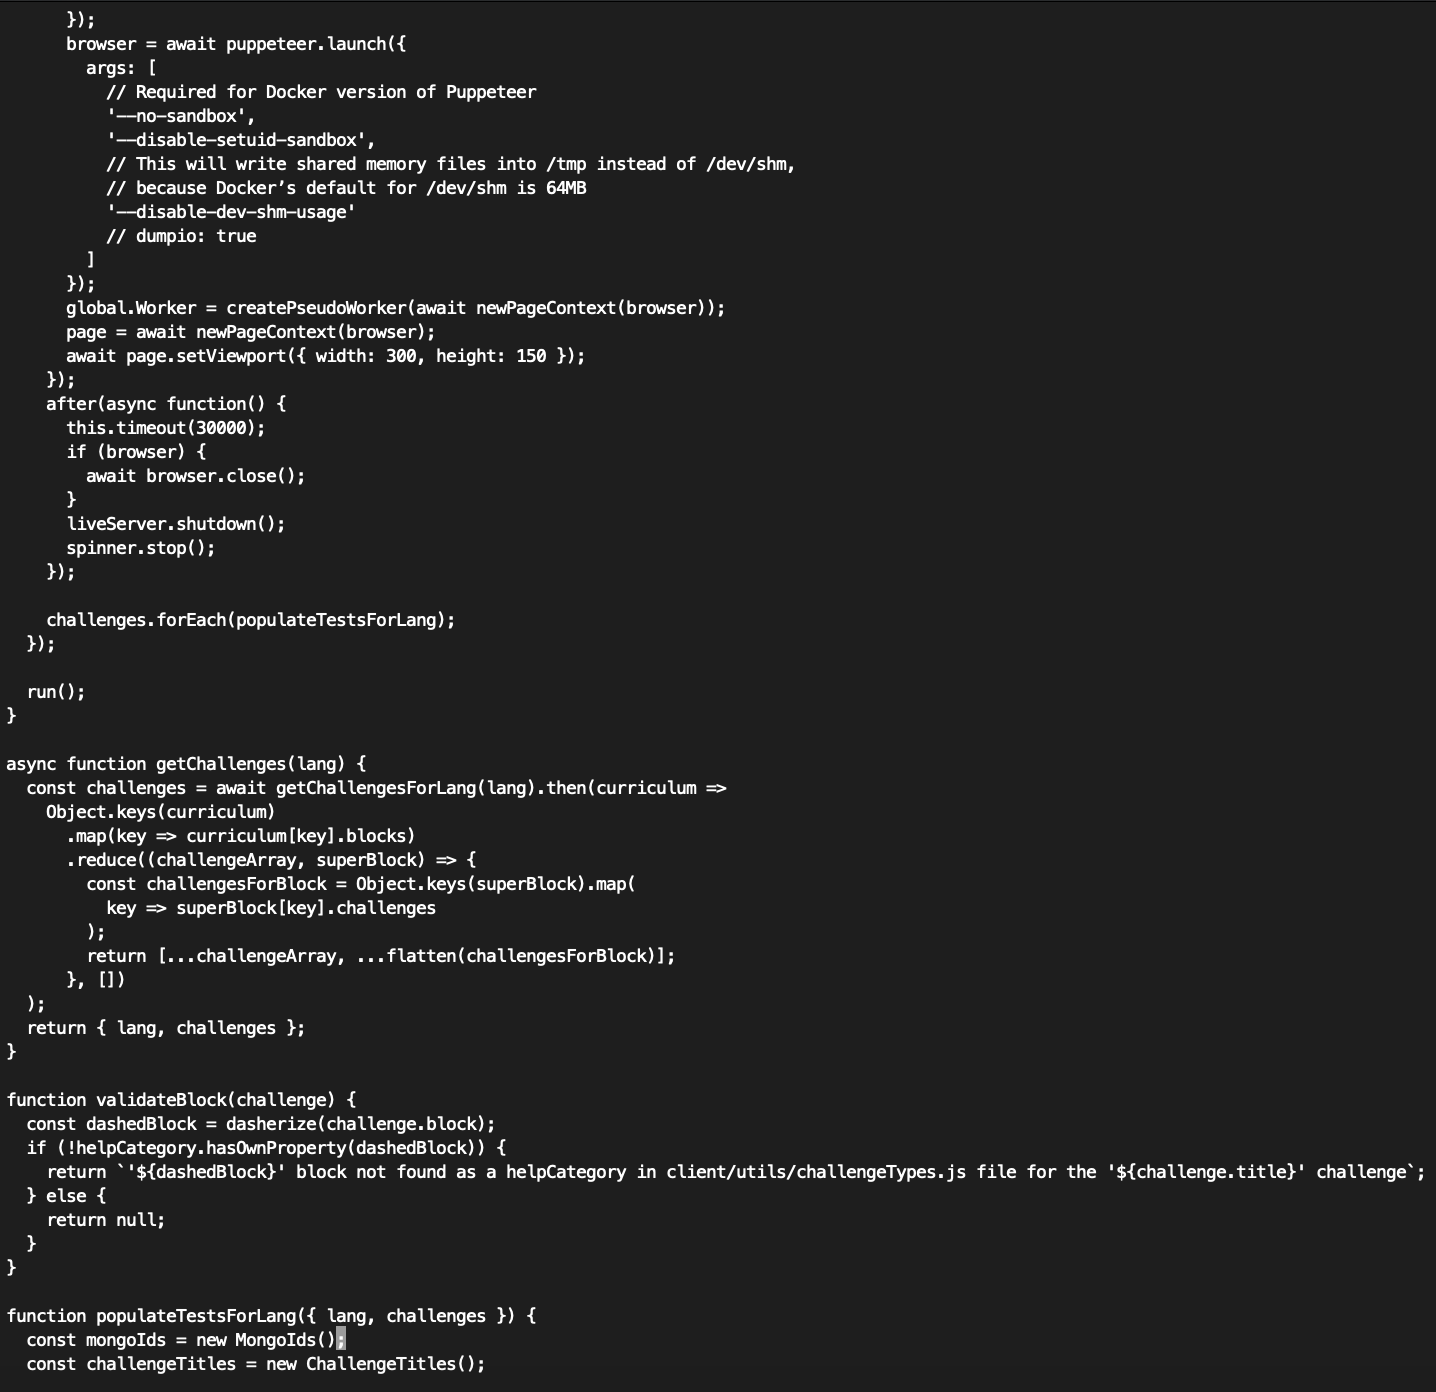 });
      browser = await puppeteer.launch({
        args: [
          // Required for Docker version of Puppeteer
          '--no-sandbox',
          '--disable-setuid-sandbox',
          // This will write shared memory files into /tmp instead of /dev/shm,
          // because Docker’s default for /dev/shm is 64MB
          '--disable-dev-shm-usage'
          // dumpio: true
        ]
      });
      global.Worker = createPseudoWorker(await newPageContext(browser));
      page = await newPageContext(browser);
      await page.setViewport({ width: 300, height: 150 });
    });
    after(async function() {
      this.timeout(30000);
      if (browser) {
        await browser.close();
      }
      liveServer.shutdown();
      spinner.stop();
    });

    challenges.forEach(populateTestsForLang);
  });

  run();
}

async function getChallenges(lang) {
  const challenges = await getChallengesForLang(lang).then(curriculum =>
    Object.keys(curriculum)
      .map(key => curriculum[key].blocks)
      .reduce((challengeArray, superBlock) => {
        const challengesForBlock = Object.keys(superBlock).map(
          key => superBlock[key].challenges
        );
        return [...challengeArray, ...flatten(challengesForBlock)];
      }, [])
  );
  return { lang, challenges };
}

function validateBlock(challenge) {
  const dashedBlock = dasherize(challenge.block);
  if (!helpCategory.hasOwnProperty(dashedBlock)) {
    return `'${dashedBlock}' block not found as a helpCategory in client/utils/challengeTypes.js file for the '${challenge.title}' challenge`;
  } else {
    return null;
  }
}

function populateTestsForLang({ lang, challenges }) {
  const mongoIds = new MongoIds();
  const challengeTitles = new ChallengeTitles();